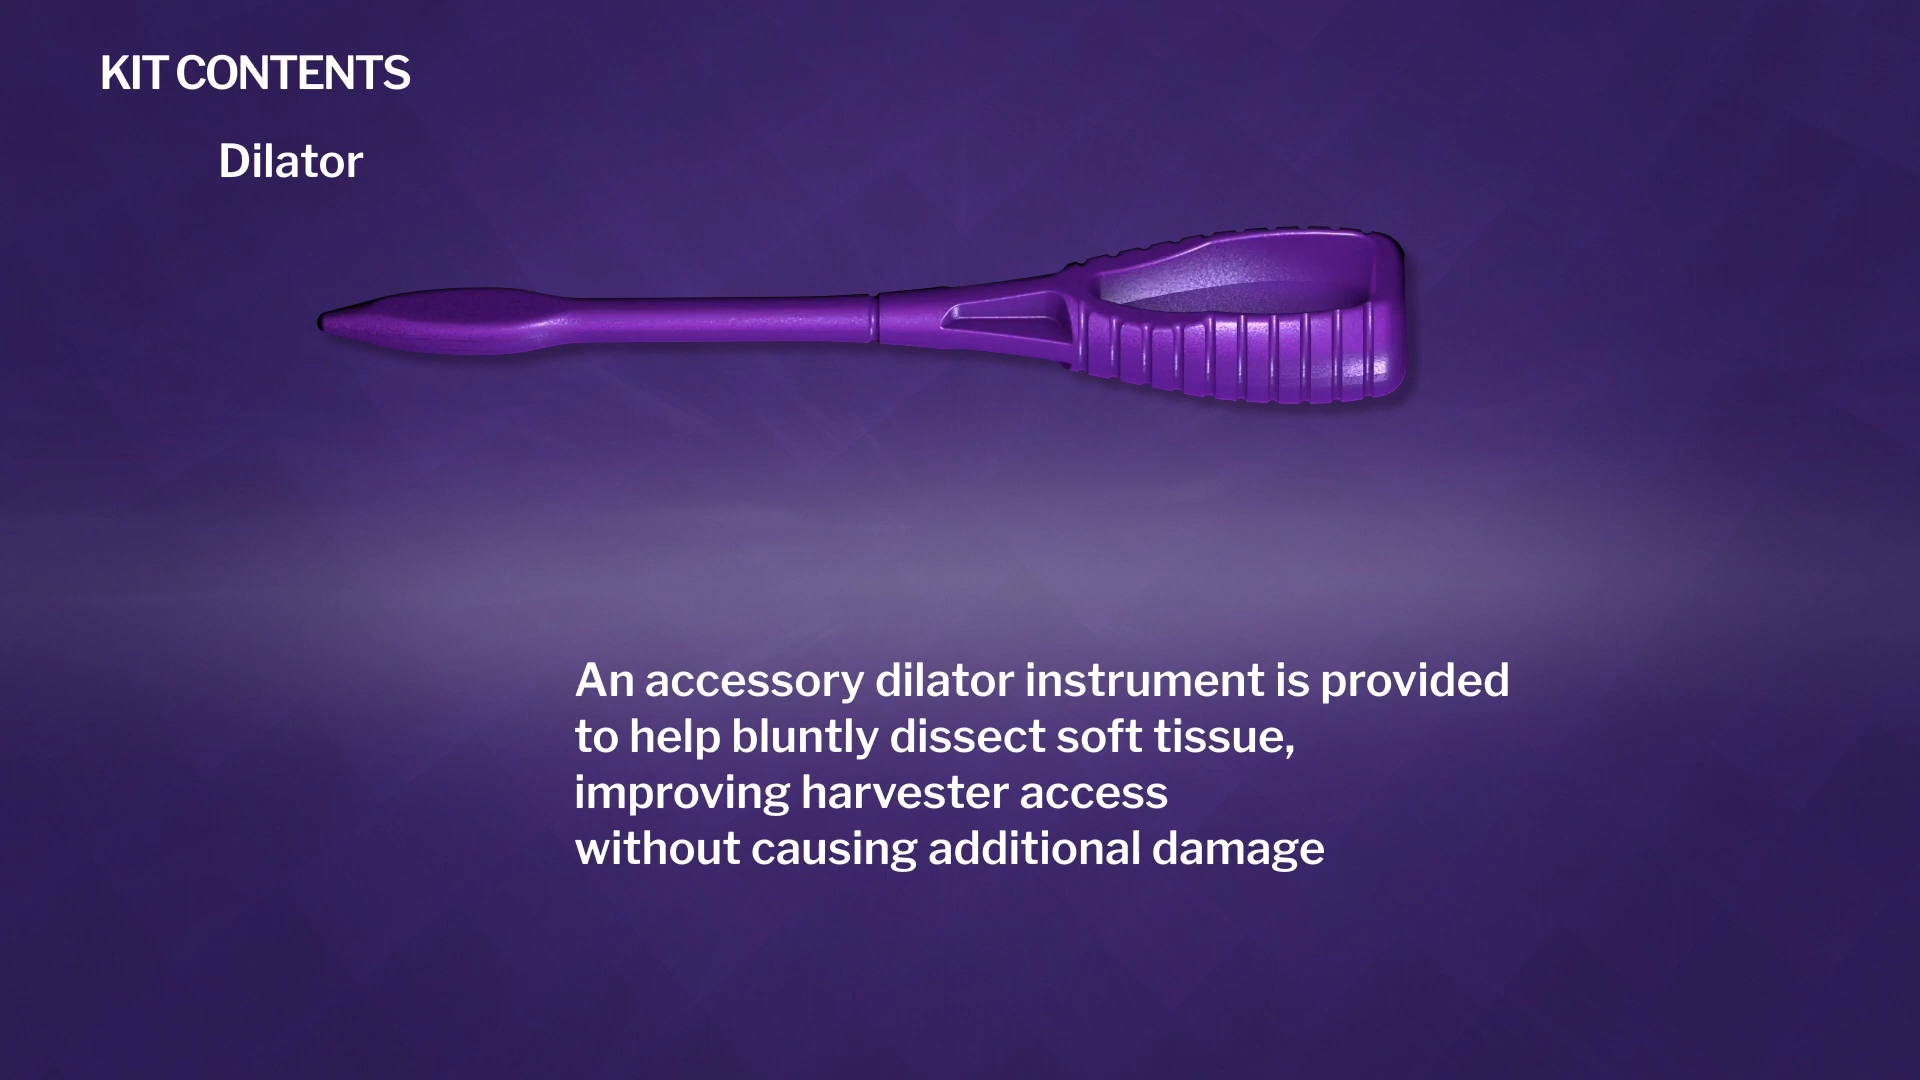 KIT CONTENTS
Dilator
An accessory dilator instrument is provided
to help bluntly dissect soft tissue,
improving harvester access
without causing additional damage